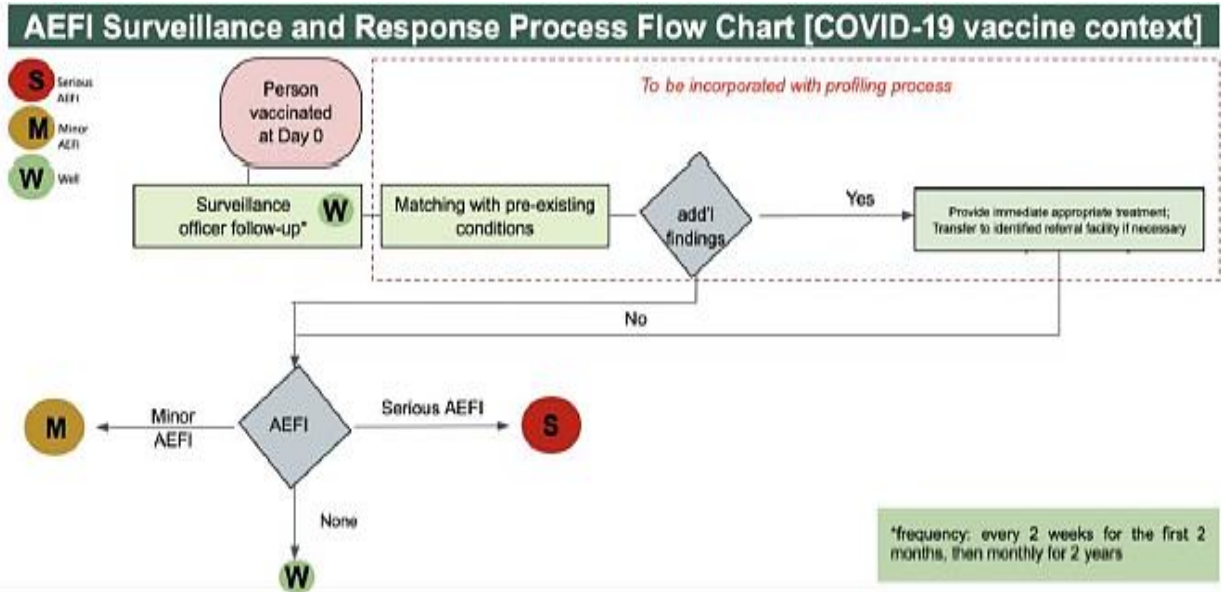 AEFI Surveillance and Response Process Flow Chart [COVID-19 vaccine context]
S Serious
AEFI
M Minor
AEFI
W Well
Person
vaccinated
at Day 0
To be incorporated with profiling process
Surveillance
officer follow-up*
W
Matching with pre-existing
conditions
add'l
findings
Yes
Provide immediate appropriate treatment;
Transfer to identified referral facility if necessary
No
M
Minor
AEFI
AEFI
Serious AEFI
S
None
W
*frequency: every 2 weeks for the first 2
months, then monthly for 2 years